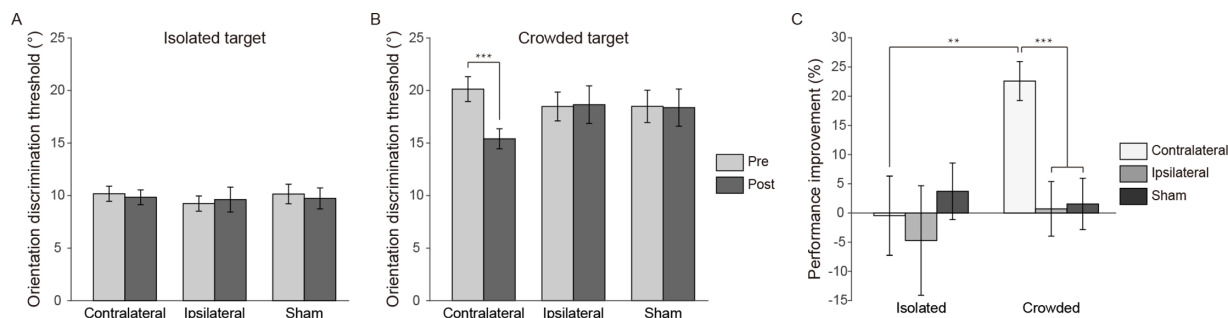 A
Isolated target
Orientation discrimination threshold (°)
25
20
15
10
5
0
Contralateral Ipsilateral Sham
B
Crowded target
Orientation discrimination threshold (°)
25
20
15
10
5
0
***
Contralateral Ipsilateral Sham
Pre
Post
C
Performance improvement (%)
30
25
20
15
10
5
0
-5
-10
-15
** ***
Isolated Crowded
Contralateral
Ipsilateral
Sham